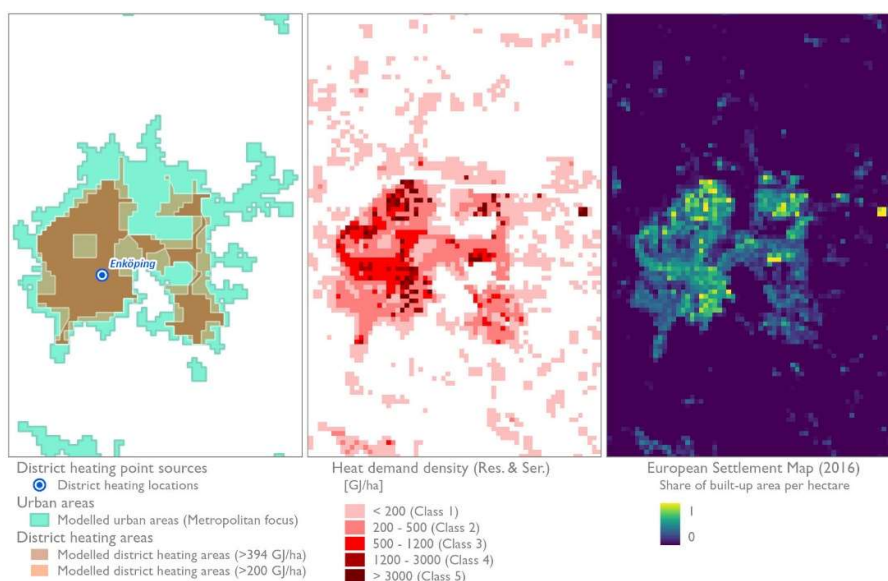 Enköping
District heating point sources
District heating locations
Urban areas
Modelled urban areas (Metropolitan focus)
District heating areas
Modelled district heating areas (>394 GJ/ha)
Modelled district heating areas (>200 GJ/ha)
Heat demand density (Res. & Ser.)
[GJ/ha]
< 200 (Class 1)
200 - 500 (Class 2)
500 - 1200 (Class 3)
1200 - 3000 (Class 4)
> 3000 (Class 5)
European Settlement Map (2016)
Share of built-up area per hectare
1
0